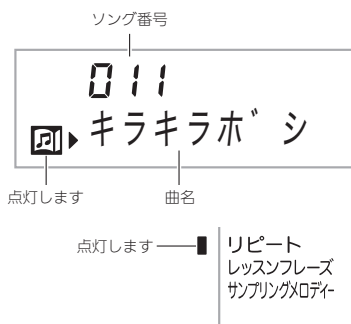 ソング番号
011
キラキラボシ
点灯します
曲名
点灯します
リピート
レッスンフレーズ
サンプリングメロディー